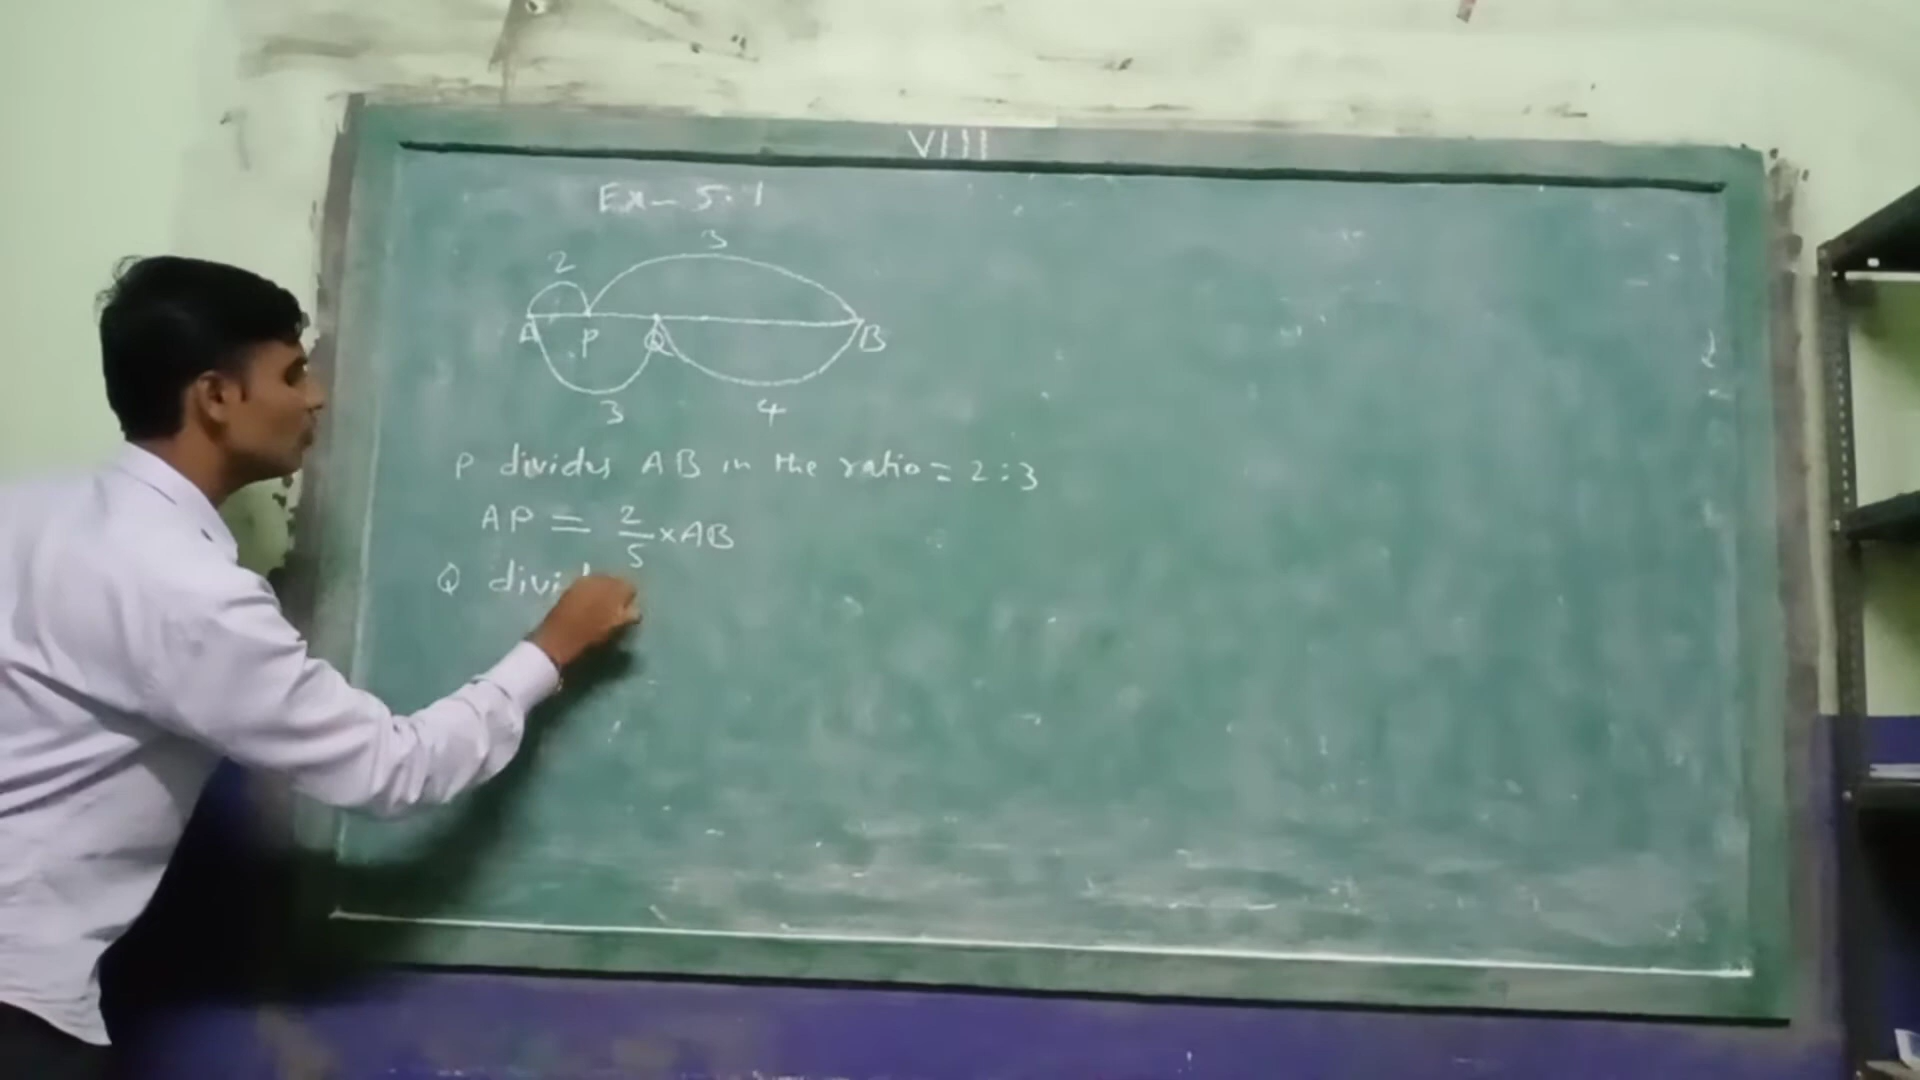 VIII
Ex - 5.1
3
2
A P Q B
3 4
P divides AB in the ratio = 2:3
AP = 2/5 × AB
Q divid